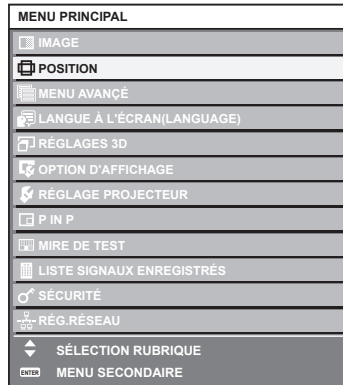 MENU PRINCIPAL
IMAGE
POSITION
MENU AVANÇÉ
LANGUE À L'ÉCRAN(LANGUAGE)
RÉGLAGES 3D
OPTION D'AFFICHAGE
RÉGLAGE PROJECTEUR
P IN P
MIRE DE TEST
LISTE SIGNAUX ENREGISTRÉS
SÉCURITÉ
RÉG.RÉSEAU
SÉLECTION RUBRIQUE
ENTER MENU SECONDAIRE